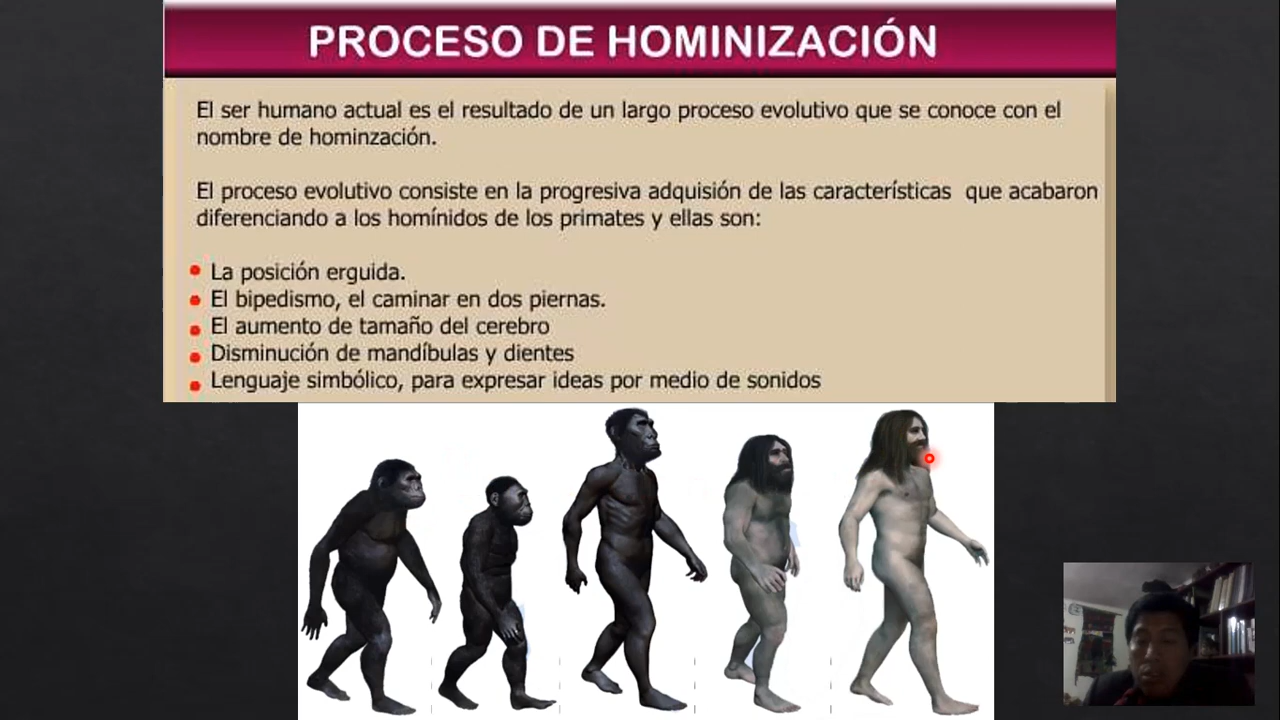 PROCESO DE HOMINIZACIÓN
El ser humano actual es el resultado de un largo proceso evolutivo que se conoce con el
nombre de hominzación.
El proceso evolutivo consiste en la progresiva adquisión de las características que acabaron
diferenciando a los homínidos de los primates y ellas son:
La posición erguida.
El bipedismo, el caminar en dos piernas.
El aumento de tamaño del cerebro
Disminución de mandíbulas y dientes
Lenguaje simbólico, para expresar ideas por medio de sonidos